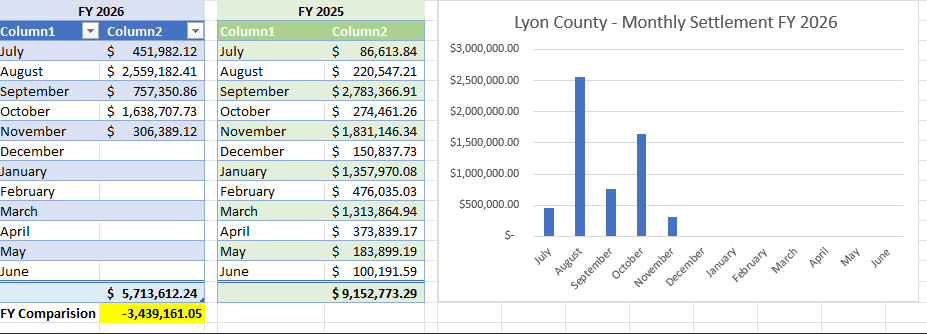 FY 2026 FY 2025
Column1 Column2 Column1 Column2
July $ 451,982.12 July $ 86,613.84
August $ 2,559,182.41 August $ 220,547.21
September $ 757,350.86 September $ 2,783,366.91
October $ 1,638,707.73 October $ 274,461.26
November $ 306,389.12 November $ 1,831,146.34
December December $ 150,837.73
January January $ 1,357,970.08
February February $ 476,035.03
March March $ 1,313,864.94
April April $ 373,839.17
May May $ 183,899.19
June June $ 100,191.59
$ 5,713,612.24 $ 9,152,773.29
FY Comparision -3,439,161.05
Lyon County - Monthly Settlement FY 2026
$3,000,000.00
$2,500,000.00
$2,000,000.00
$1,500,000.00
$1,000,000.00
$500,000.00
$-
July August September October November December January February March April May June